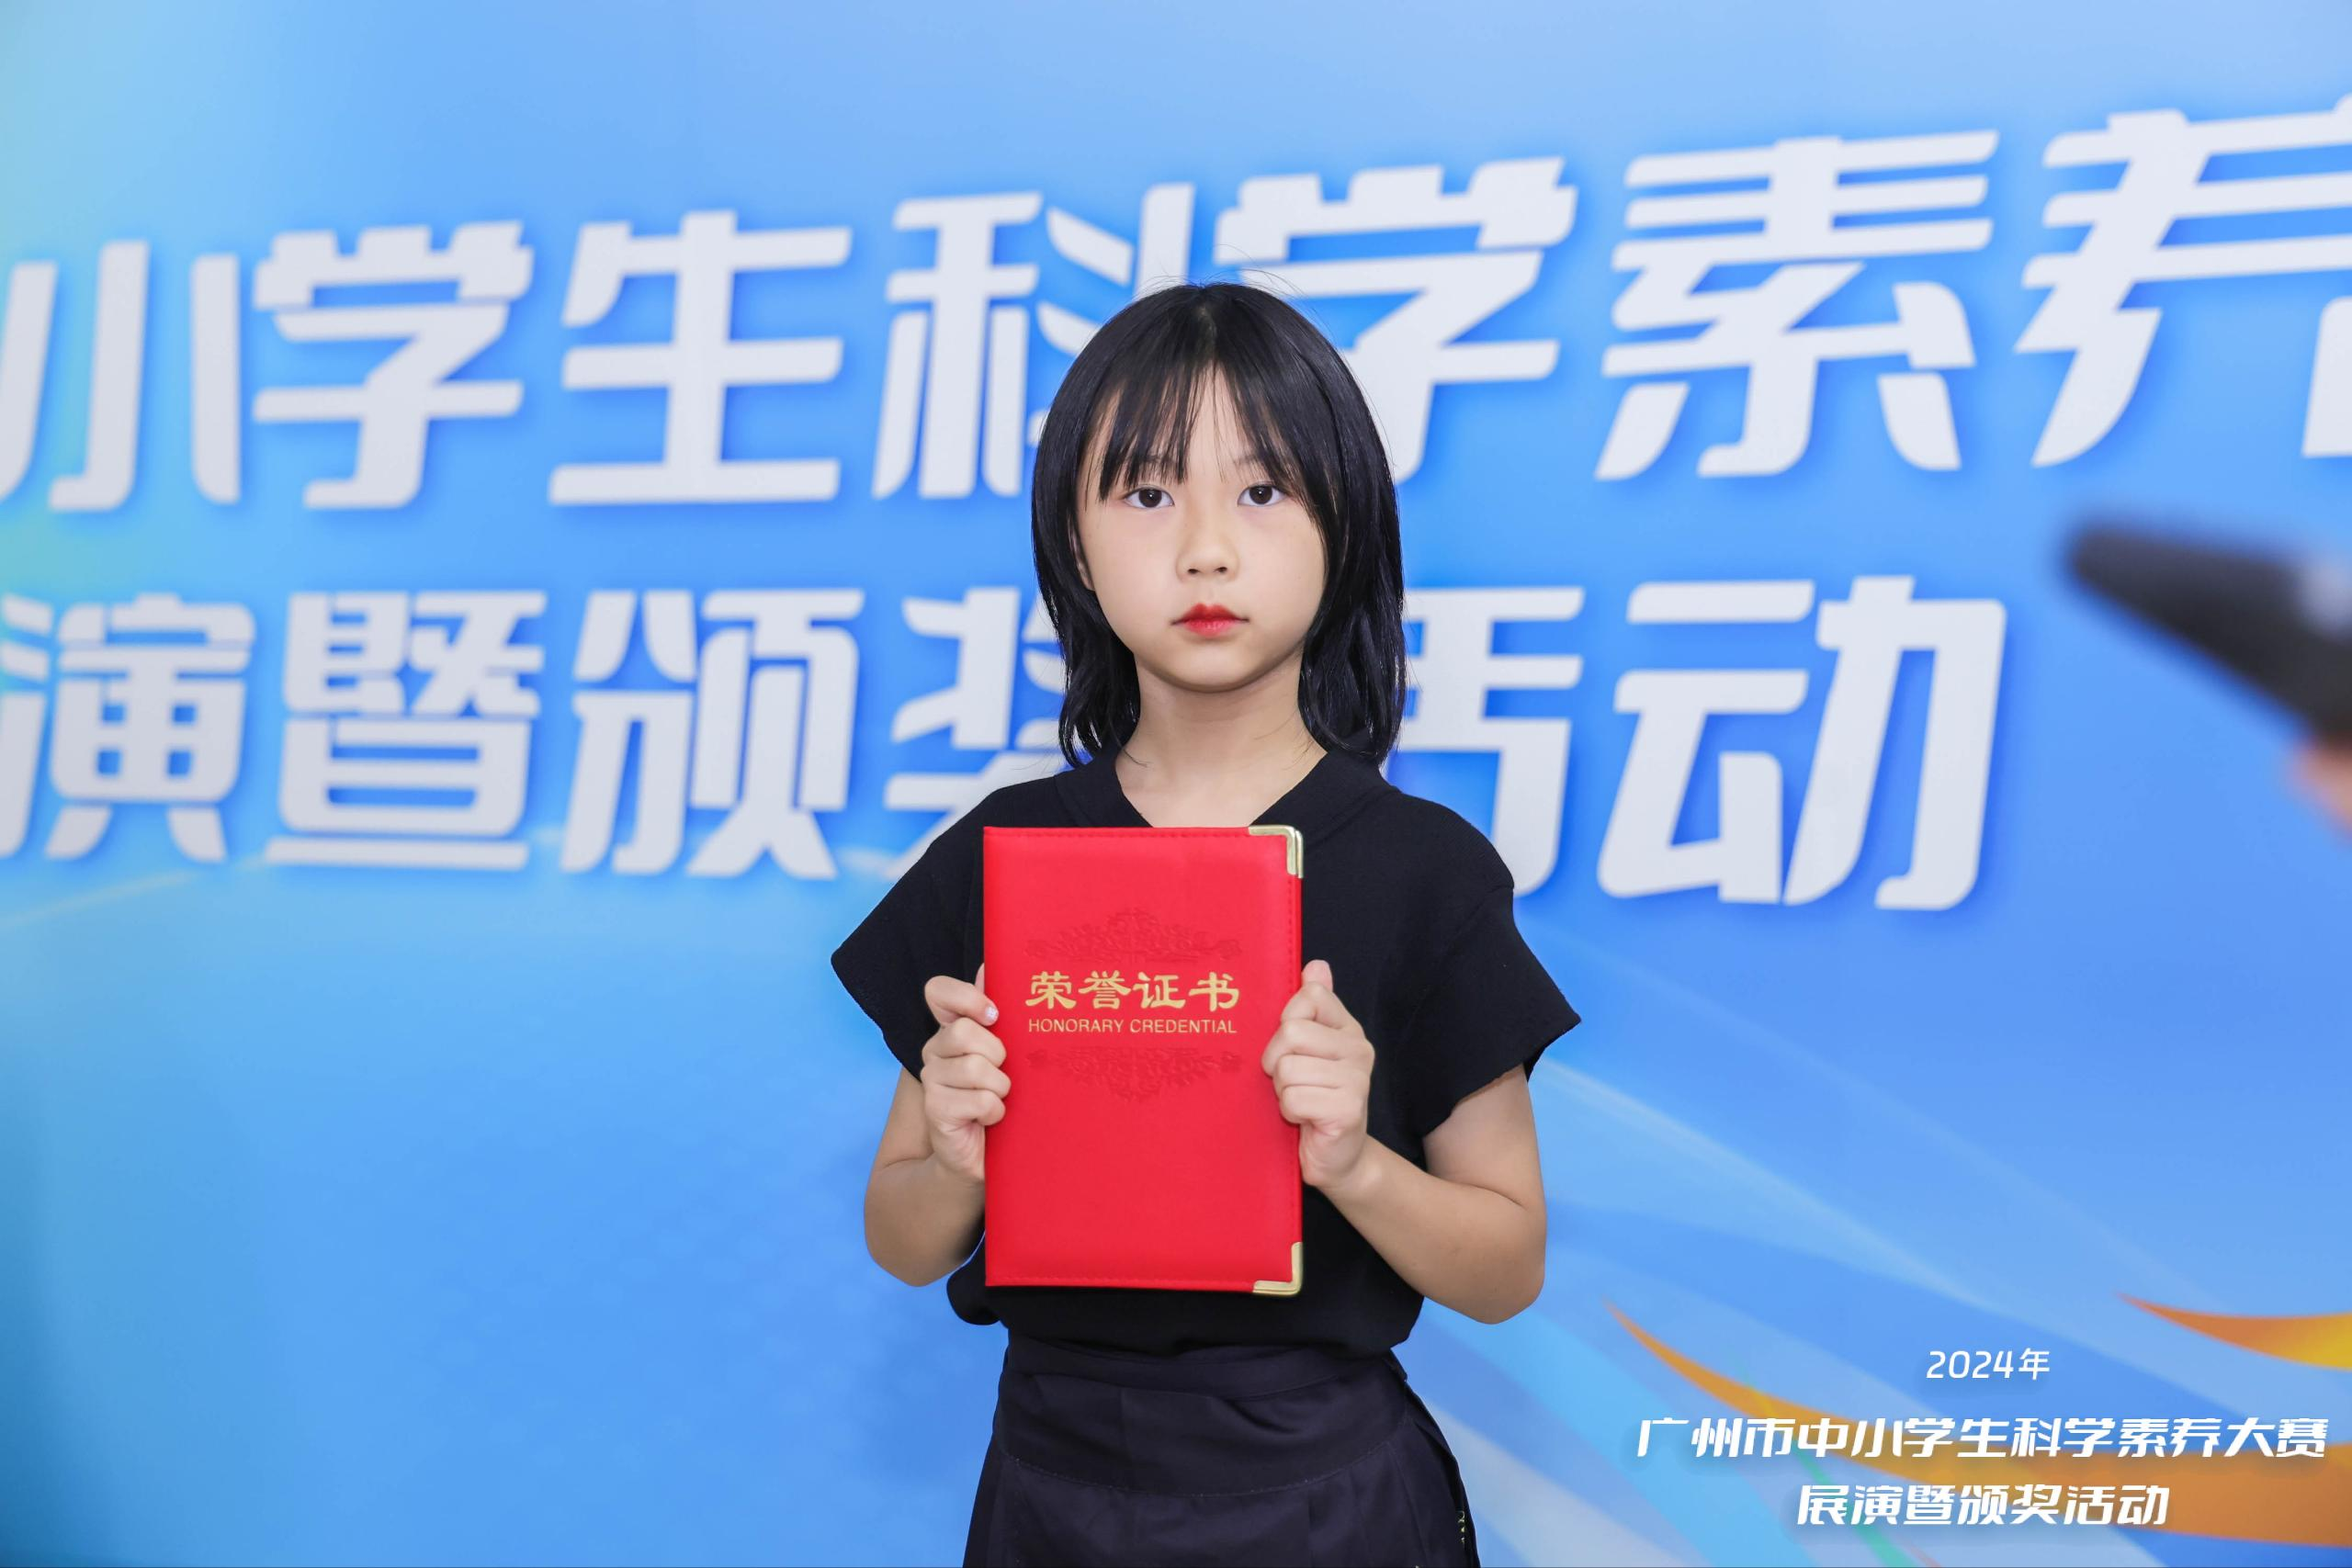 小学生科学素养
演暨颁奖活动
荣誉证书
HONORARY CREDENTIAL
2024年
广州市中小学生科学素养大赛
展演暨颁奖活动